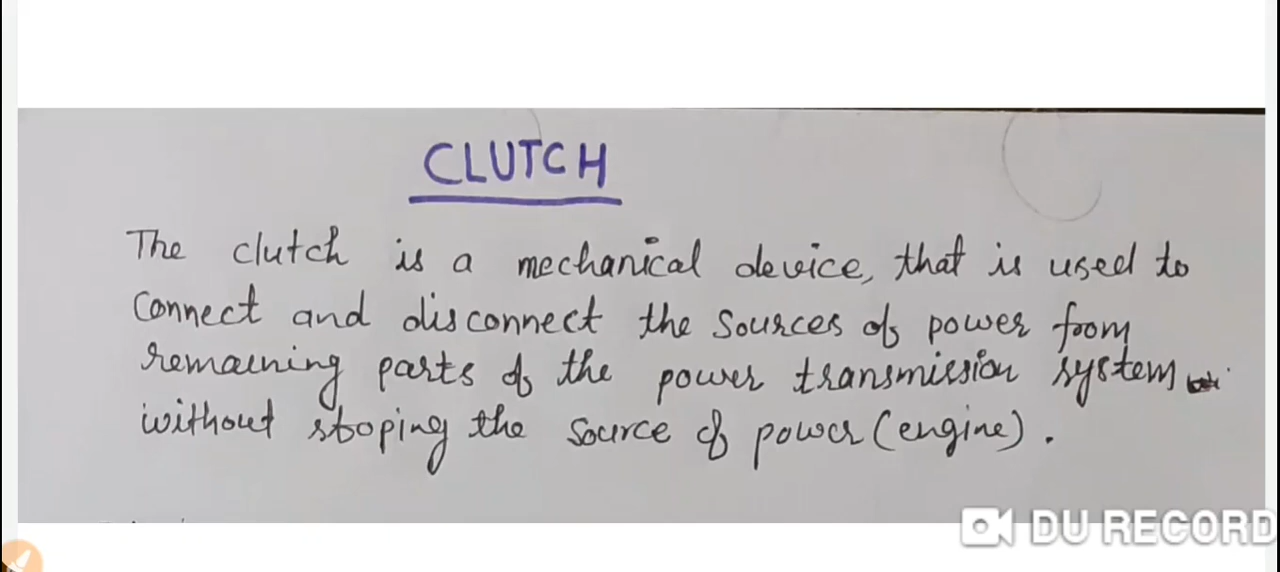 CLUTCH
The clutch is a mechanical device, that is used to
connect and disconnect the sources of power from
remaining parts of the power transmission system
without stoping the source of power (engine).
DU RECORD